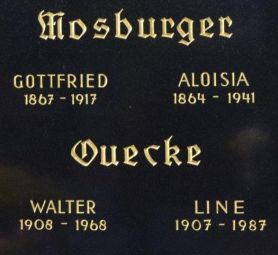 Mosburger
GOTTFRIED ALOISIA
1867 - 1917 1864 - 1941
Quecke
WALTER LINE
1908 - 1968 1907 - 1987